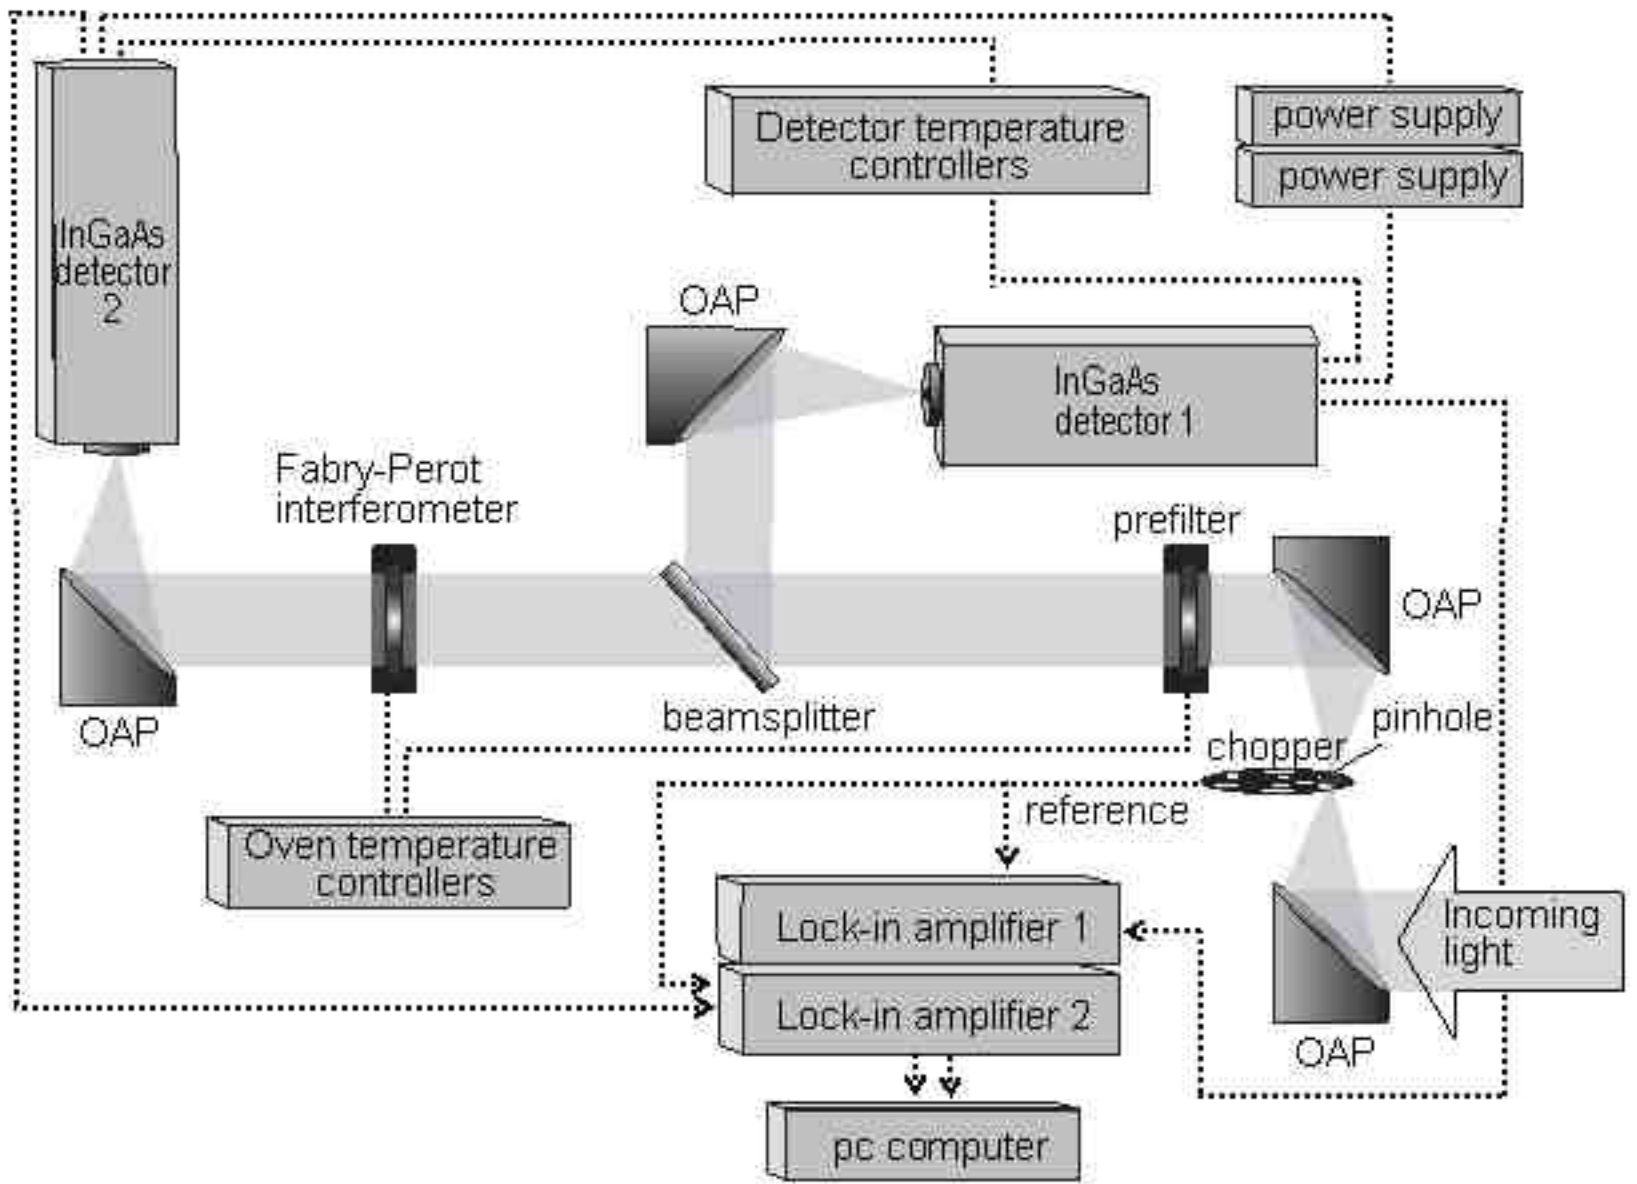 Detector temperature
controllers
power supply
power supply
InGaAs
detector
2
OAP
InGaAs
detector 1
Fabry-Perot
interferometer
prefilter
OAP
OAP
beamsplitter
pinhole
chopper
reference
Oven temperature
controllers
Lock-in amplifier 1
Incoming
light
Lock-in amplifier 2
OAP
pc computer